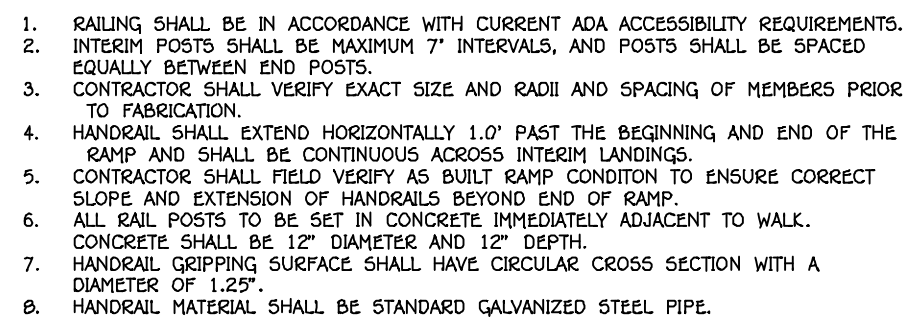 1. RAILING SHALL BE IN ACCORDANCE WITH CURRENT ADA ACCESSIBILITY REQUIREMENTS.
2. INTERIM POSTS SHALL BE MAXIMUM 7' INTERVALS, AND POSTS SHALL BE SPACED
EQUALLY BETWEEN END POSTS.
3. CONTRACTOR SHALL VERIFY EXACT SIZE AND RADII AND SPACING OF MEMBERS PRIOR
TO FABRICATION.
4. HANDRAIL SHALL EXTEND HORIZONTALLY 1.0' PAST THE BEGINNING AND END OF THE
RAMP AND SHALL BE CONTINUOUS ACROSS INTERIM LANDINGS.
5. CONTRACTOR SHALL FIELD VERIFY AS BUILT RAMP CONDITON TO ENSURE CORRECT
SLOPE AND EXTENSION OF HANDRAILS BEYOND END OF RAMP.
6. ALL RAIL POSTS TO BE SET IN CONCRETE IMMEDIATELY ADJACENT TO WALK.
CONCRETE SHALL BE 12" DIAMETER AND 12" DEPTH.
7. HANDRAIL GRIPPING SURFACE SHALL HAVE CIRCULAR CROSS SECTION WITH A
DIAMETER OF 1.25".
8. HANDRAIL MATERIAL SHALL BE STANDARD GALVANIZED STEEL PIPE.